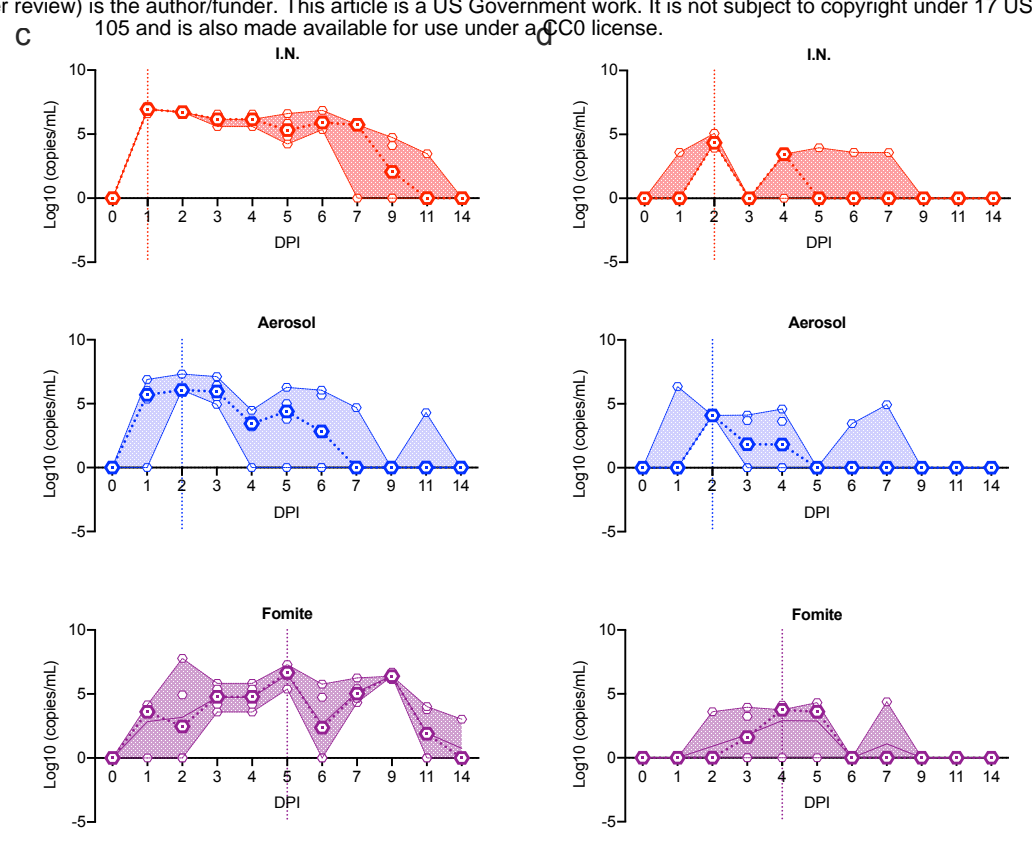 r review) is the author/funder. This article is a US Government work. It is not subject to copyright under 17 US
105 and is also made available for use under a CC0 license.
c
d
I.N.
10
5
0
-5
Log10 (copies/mL)
0 1 2 3 4 5 6 7 9 11 14
DPI
I.N.
10
5
0
-5
Log10 (copies/mL)
0 1 2 3 4 5 6 7 9 11 14
DPI
Aerosol
10
5
0
-5
Log10 (copies/mL)
0 1 2 3 4 5 6 7 9 11 14
DPI
Aerosol
10
5
0
-5
Log10 (copies/mL)
0 1 2 3 4 5 6 7 9 11 14
DPI
Fomite
10
5
0
-5
Log10 (copies/mL)
0 1 2 3 4 5 6 7 9 11 14
DPI
Fomite
10
5
0
-5
Log10 (copies/mL)
0 1 2 3 4 5 6 7 9 11 14
DPI